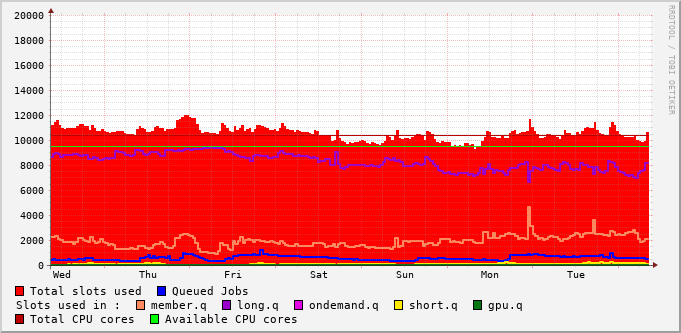 20000
18000
16000
14000
12000
10000
8000
6000
4000
2000
0
Wed Thu Fri Sat Sun Mon Tue
RRDTOOL / TOBI OETIKER
Total slots used Queued Jobs
Slots used in : member.q long.q ondemand.q short.q gpu.q
Total CPU cores Available CPU cores